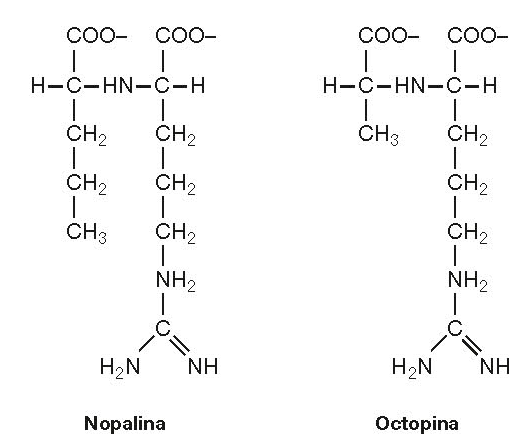 COO– COO– COO– COO–
H–C–HN–C–H H–C–HN–C–H
CH2 CH2 CH3 CH2
CH2 CH2 CH2
CH3 CH2 CH2
NH2 NH2
C C
H2N NH H2N NH
Nopalina Octopina